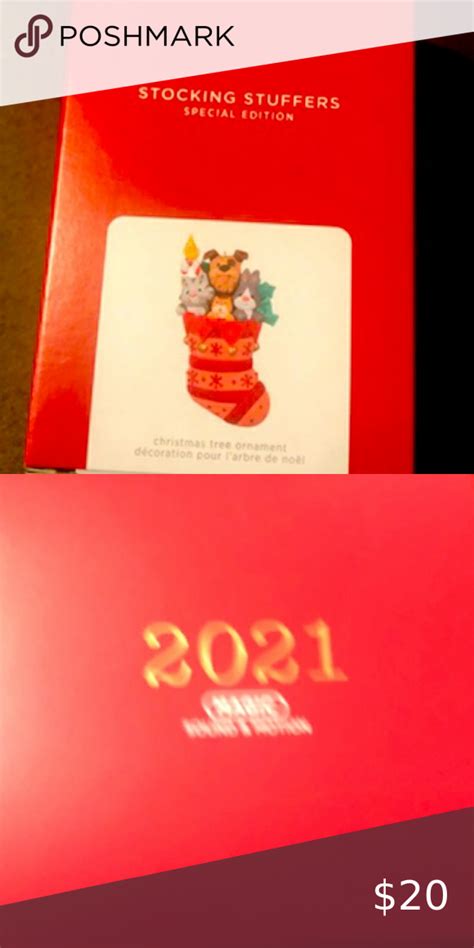 POSHMARK
STOCKING STUFFERS
SPECIAL EDITION
christmas tree ornament
décoration pour l'arbre de noël
2021
MAGIC
SOUND & MOTION
$20